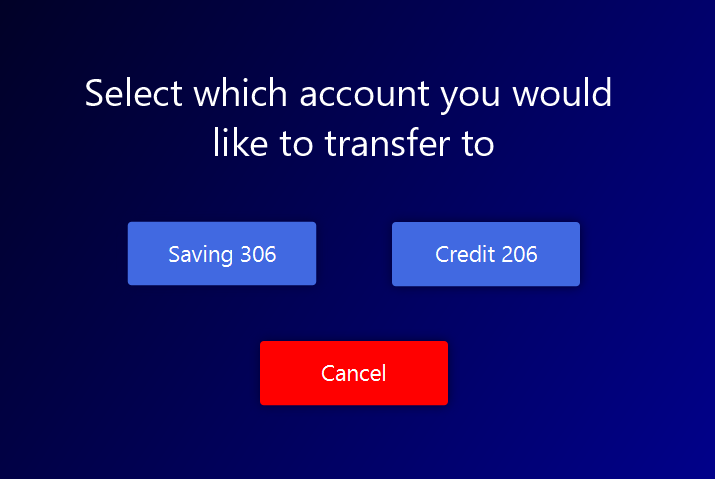 Select which account you would
like to transfer to
Saving 306
Credit 206
Cancel